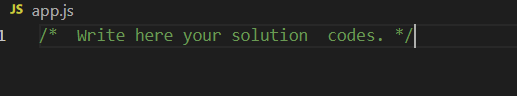 JS app.js
1 /*  Write here your solution  codes. */